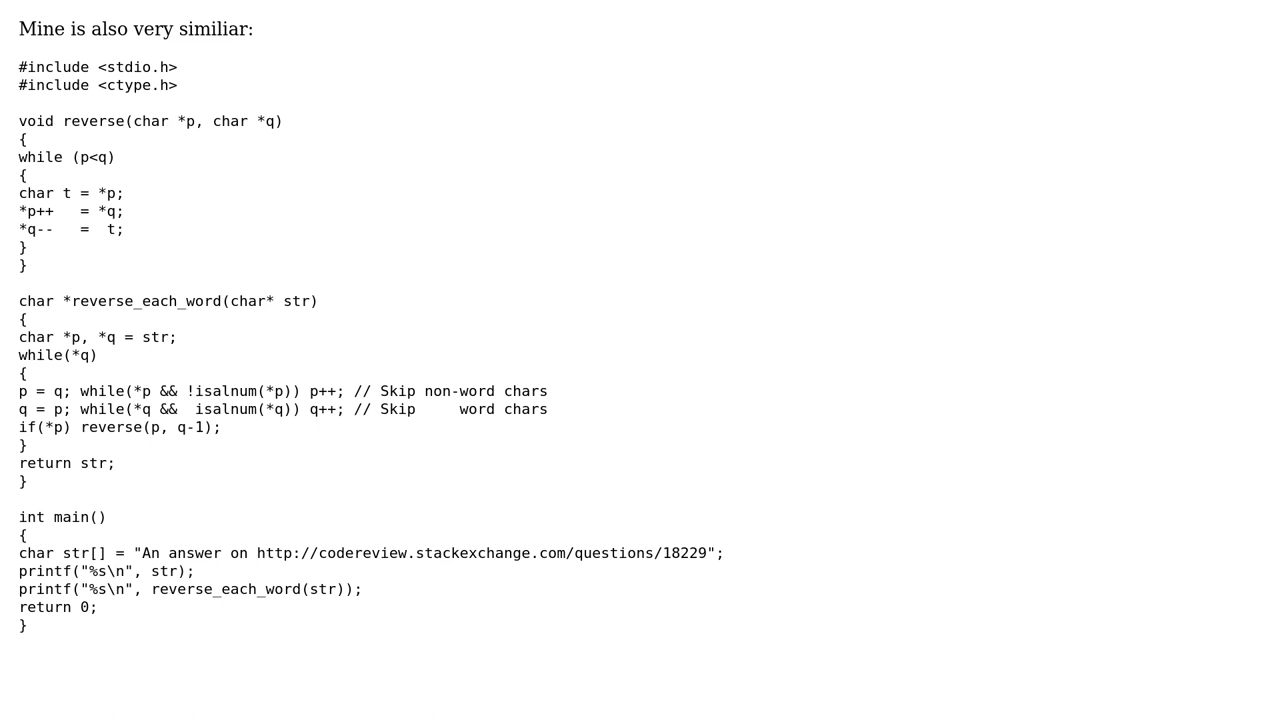 Mine is also very similiar:
#include <stdio.h>
#include <ctype.h>
void reverse(char *p, char *q)
{
while (p<q)
{
char t = *p;
*p++   = *q;
*q--   =  t;
}
}
char *reverse_each_word(char* str)
{
char *p, *q = str;
while(*q)
{
p = q; while(*p && !isalnum(*p)) p++; // Skip non-word chars
q = p; while(*q &&  isalnum(*q)) q++; // Skip     word chars
if(*p) reverse(p, q-1);
}
return str;
}
int main()
{
char str[] = "An answer on http://codereview.stackexchange.com/questions/18229";
printf("%s\n", str);
printf("%s\n", reverse_each_word(str));
return 0;
}